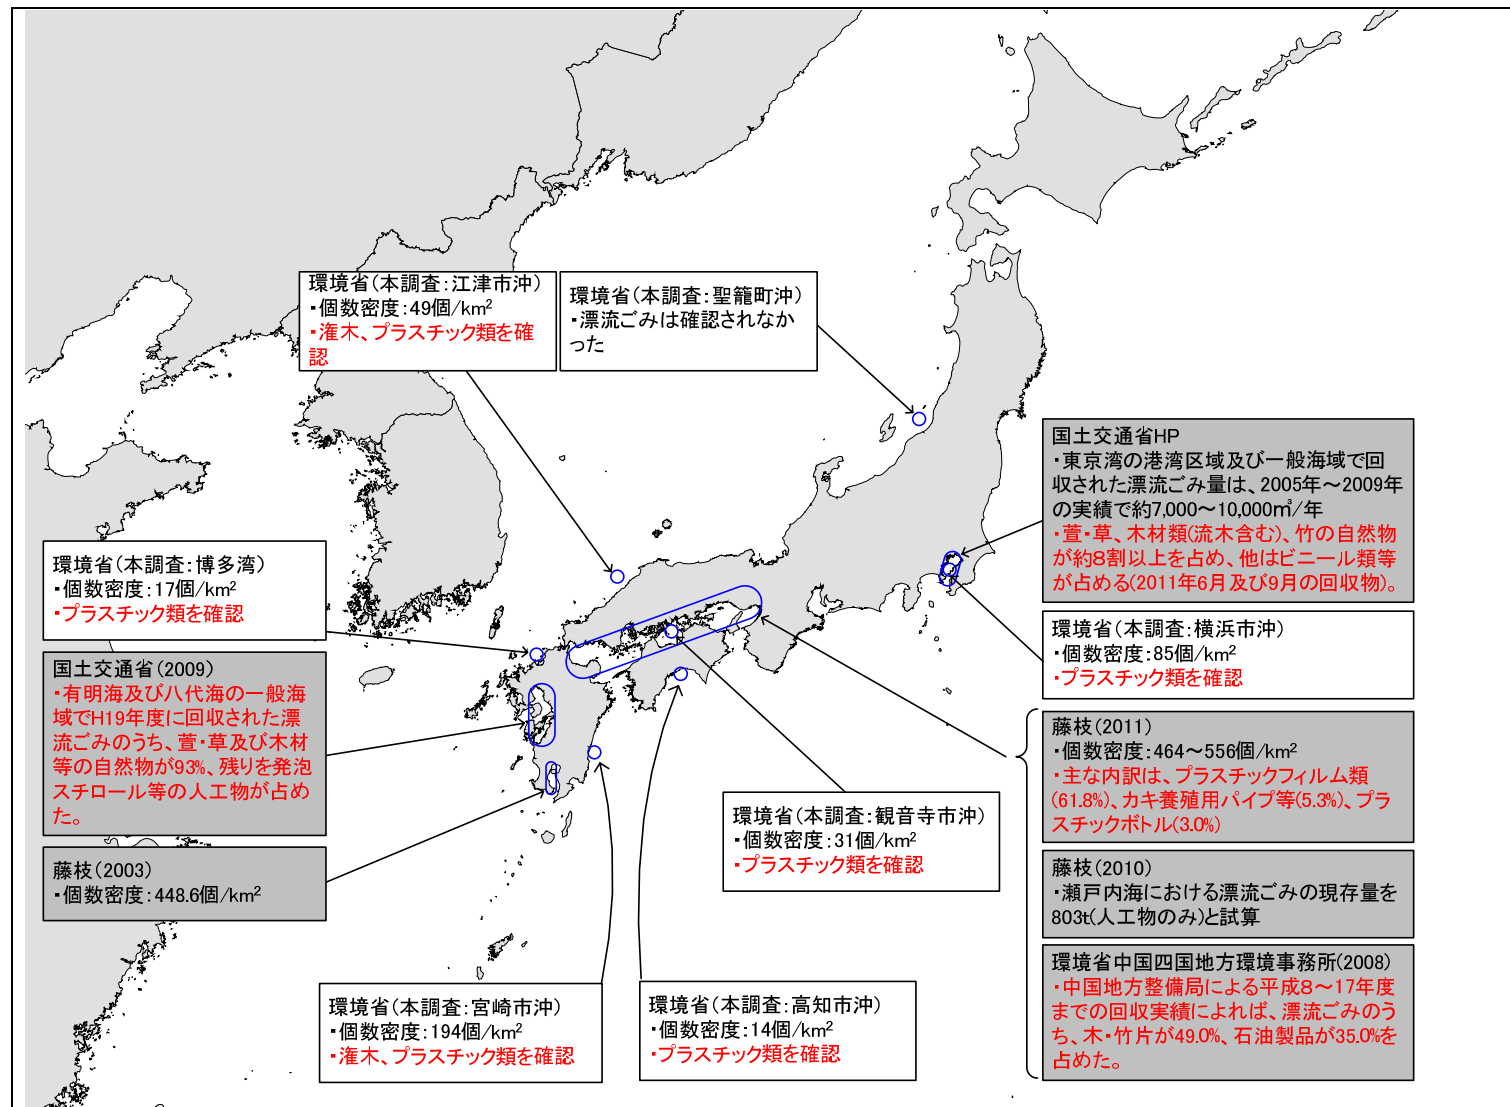 環境省(本調査:江津市沖)
・個数密度:49個/km²
・潅木、プラスチック類を確
認
環境省(本調査:聖籠町沖)
・漂流ごみは確認されなか
った
国土交通省HP
・東京湾の港湾区域及び一般海域で回
収された漂流ごみ量は、2005年～2009年
の実績で約7,000～10,000㎥/年
・萱・草、木材類(流木含む)、竹の自然物
が約8割以上を占め、他はビニール類等
が占める(2011年6月及び9月の回収物)。
環境省(本調査:博多湾)
・個数密度:17個/km²
・プラスチック類を確認
環境省(本調査:横浜市沖)
・個数密度:85個/km²
・プラスチック類を確認
国土交通省(2009)
・有明海及び八代海の一般海
域でH19年度に回収された漂
流ごみのうち、萱・草及び木材
等の自然物が93%、残りを発泡
スチロール等の人工物が占め
た。
藤枝(2011)
・個数密度:464～556個/km²
・主な内訳は、プラスチックフィルム類
(61.8%)、カキ養殖用パイプ等(5.3%)、プラ
スチックボトル(3.0%)
環境省(本調査:観音寺市沖)
・個数密度:31個/km²
・プラスチック類を確認
藤枝(2003)
・個数密度:448.6個/km²
藤枝(2010)
・瀬戸内海における漂流ごみの現存量を
803t(人工物のみ)と試算
環境省中国四国地方環境事務所(2008)
・中国地方整備局による平成8～17年度
までの回収実績によれば、漂流ごみのう
ち、木・竹片が49.0%、石油製品が35.0%を
占めた。
環境省(本調査:宮崎市沖)
・個数密度:194個/km²
・潅木、プラスチック類を確認
環境省(本調査:高知市沖)
・個数密度:14個/km²
・プラスチック類を確認